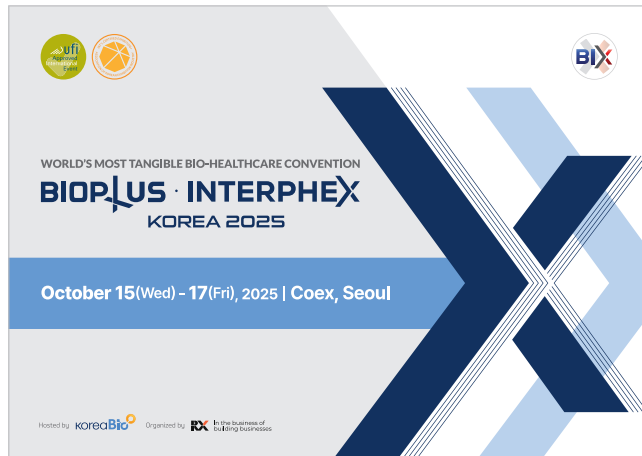 ufi
Approved
International
Event
BIX
WORLD'S MOST TANGIBLE BIO-HEALTHCARE CONVENTION
BIOPLUS · INTERPHEX
KOREA 2025
October 15(Wed) - 17(Fri), 2025 | Coex, Seoul
Hosted by KoreaBio Organized by RX In the business of
building businesses